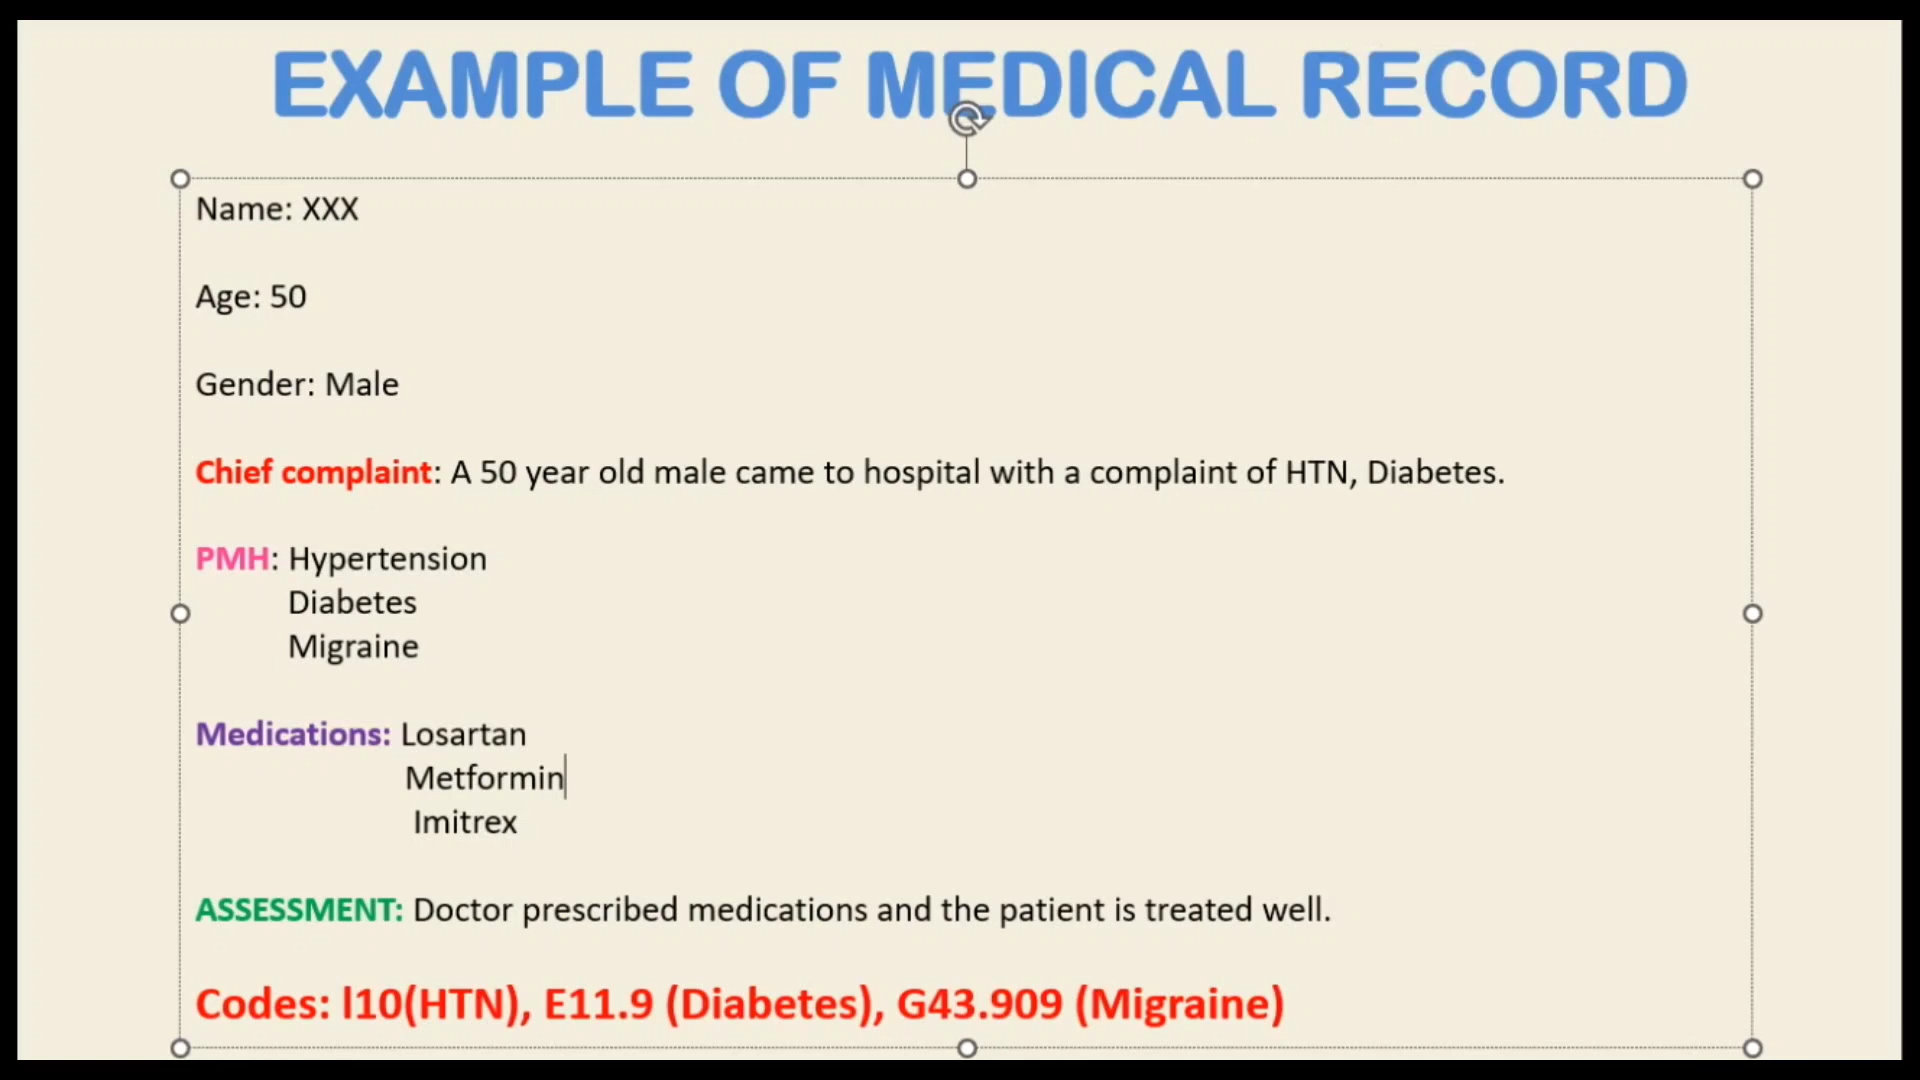 EXAMPLE OF MEDICAL RECORD
Name: XXX
Age: 50
Gender: Male
Chief complaint: A 50 year old male came to hospital with a complaint of HTN, Diabetes.
PMH: Hypertension
Diabetes
Migraine
Medications: Losartan
Metformin
Imitrex
ASSESSMENT: Doctor prescribed medications and the patient is treated well.
Codes: l10(HTN), E11.9 (Diabetes), G43.909 (Migraine)